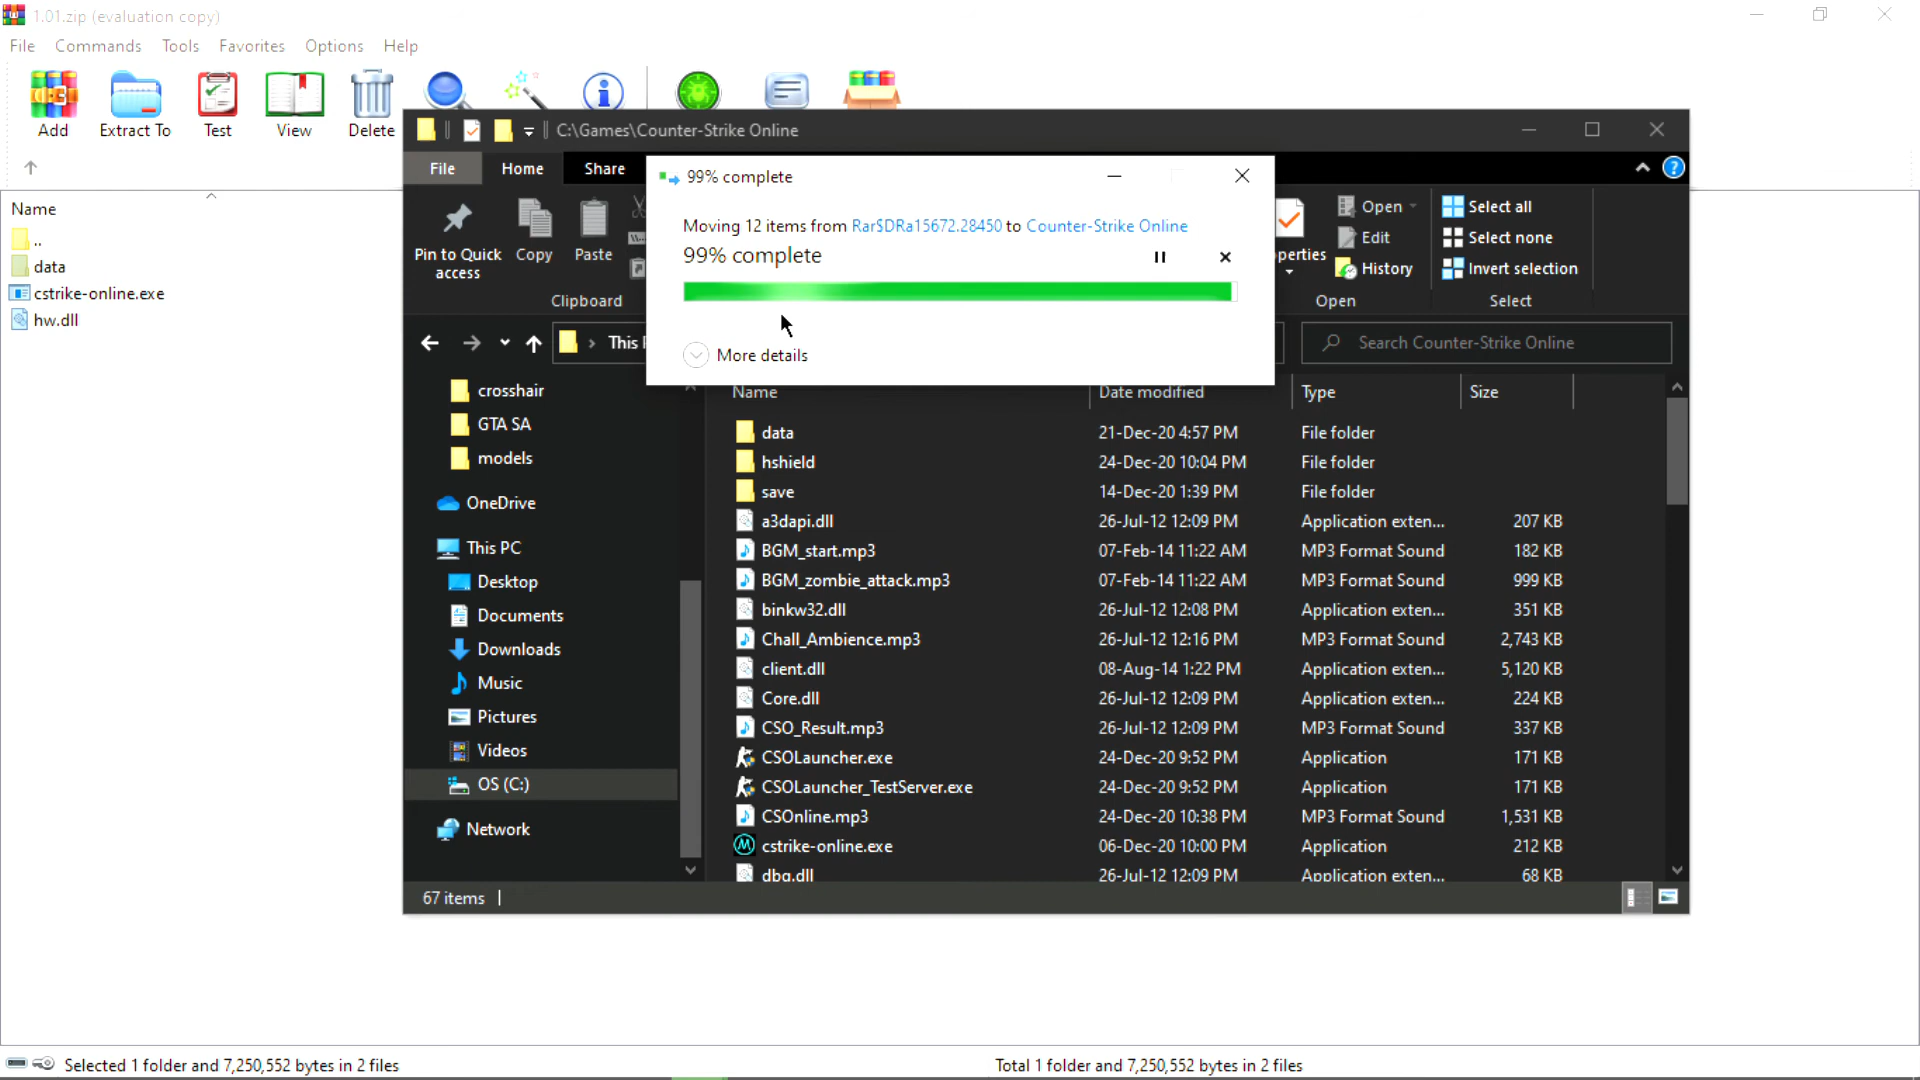 1.01.zip (evaluation copy)
File Commands Tools Favorites Options Help
Add Extract To Test View Delete
Name
..
data
cstrike-online.exe
hw.dll
C:\Games\Counter-Strike Online
File Home Share
99% complete
Moving 12 items from Rar$DRa15672.28450 to Counter-Strike Online
99% complete
More details
Pin to Quick access
Copy
Paste
Clipboard
perties
Open
Edit
History
Open
Select all
Select none
Invert selection
Select
This
Search Counter-Strike Online
crosshair
GTA SA
models
OneDrive
This PC
Desktop
Documents
Downloads
Music
Pictures
Videos
OS (C:)
Network
Name Date modified Type Size
data 21-Dec-20 4:57 PM File folder
hshield 24-Dec-20 10:04 PM File folder
save 14-Dec-20 1:39 PM File folder
a3dapi.dll 26-Jul-12 12:09 PM Application exten... 207 KB
BGM_start.mp3 07-Feb-14 11:22 AM MP3 Format Sound 182 KB
BGM_zombie_attack.mp3 07-Feb-14 11:22 AM MP3 Format Sound 999 KB
binkw32.dll 26-Jul-12 12:08 PM Application exten... 351 KB
Chall_Ambience.mp3 26-Jul-12 12:16 PM MP3 Format Sound 2,743 KB
client.dll 08-Aug-14 1:22 PM Application exten... 5,120 KB
Core.dll 26-Jul-12 12:09 PM Application exten... 224 KB
CSO_Result.mp3 26-Jul-12 12:09 PM MP3 Format Sound 337 KB
CSOLauncher.exe 24-Dec-20 9:52 PM Application 171 KB
CSOLauncher_TestServer.exe 24-Dec-20 9:52 PM Application 171 KB
CSOnline.mp3 24-Dec-20 10:38 PM MP3 Format Sound 1,531 KB
cstrike-online.exe 06-Dec-20 10:00 PM Application 212 KB
dbg.dll 26-Jul-12 12:09 PM Application exten... 68 KB
67 items
Selected 1 folder and 7,250,552 bytes in 2 files
Total 1 folder and 7,250,552 bytes in 2 files